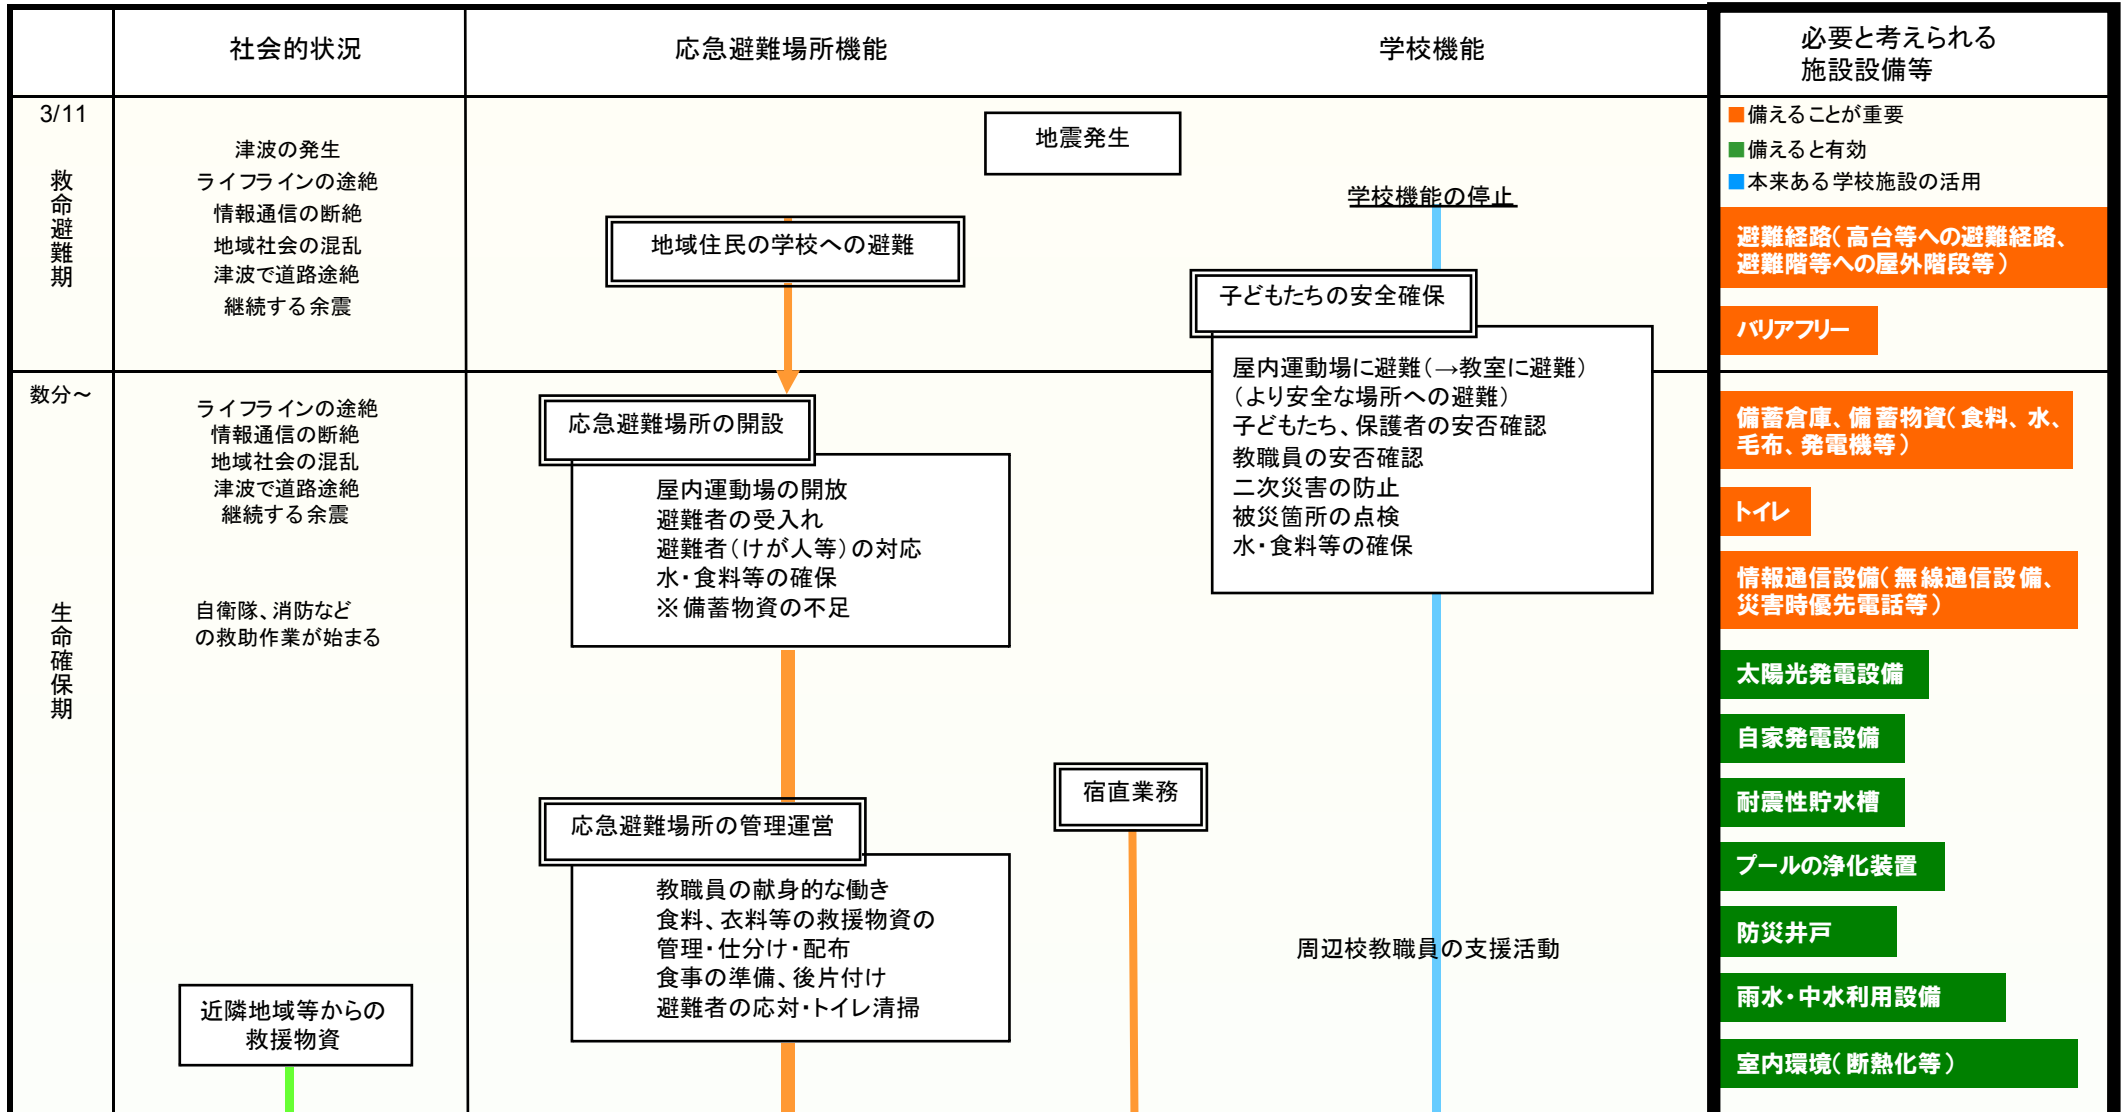 社会的状況
応急避難場所機能
学校機能
必要と考えられる
施設設備等
3/11
救命避難期
津波の発生
ライフラインの途絶
情報通信の断絶
地域社会の混乱
津波で道路途絶
継続する余震
地震発生
地域住民の学校への避難
学校機能の停止
子どもたちの安全確保
屋内運動場に避難(→教室に避難)
(より安全な場所への避難)
子どもたち、保護者の安否確認
教職員の安否確認
二次災害の防止
被災箇所の点検
水・食料等の確保
■備えることが重要
■備えると有効
■本来ある学校施設の活用
避難経路(高台等への避難経路、
避難階等への屋外階段等)
バリアフリー
数分～
生命確保期
ライフラインの途絶
情報通信の断絶
地域社会の混乱
津波で道路途絶
継続する余震
自衛隊、消防など
の救助作業が始まる
近隣地域等からの
救援物資
応急避難場所の開設
屋内運動場の開放
避難者の受入れ
避難者(けが人等)の対応
水・食料等の確保
※備蓄物資の不足
応急避難場所の管理運営
教職員の献身的な働き
食料、衣料等の救援物資の
管理・仕分け・配布
食事の準備、後片付け
避難者の応対・トイレ清掃
宿直業務
周辺校教職員の支援活動
備蓄倉庫、備蓄物資(食料、水、
毛布、発電機等)
トイレ
情報通信設備(無線通信設備、
災害時優先電話等)
太陽光発電設備
自家発電設備
耐震性貯水槽
プールの浄化装置
防災井戸
雨水・中水利用設備
室内環境(断熱化等)